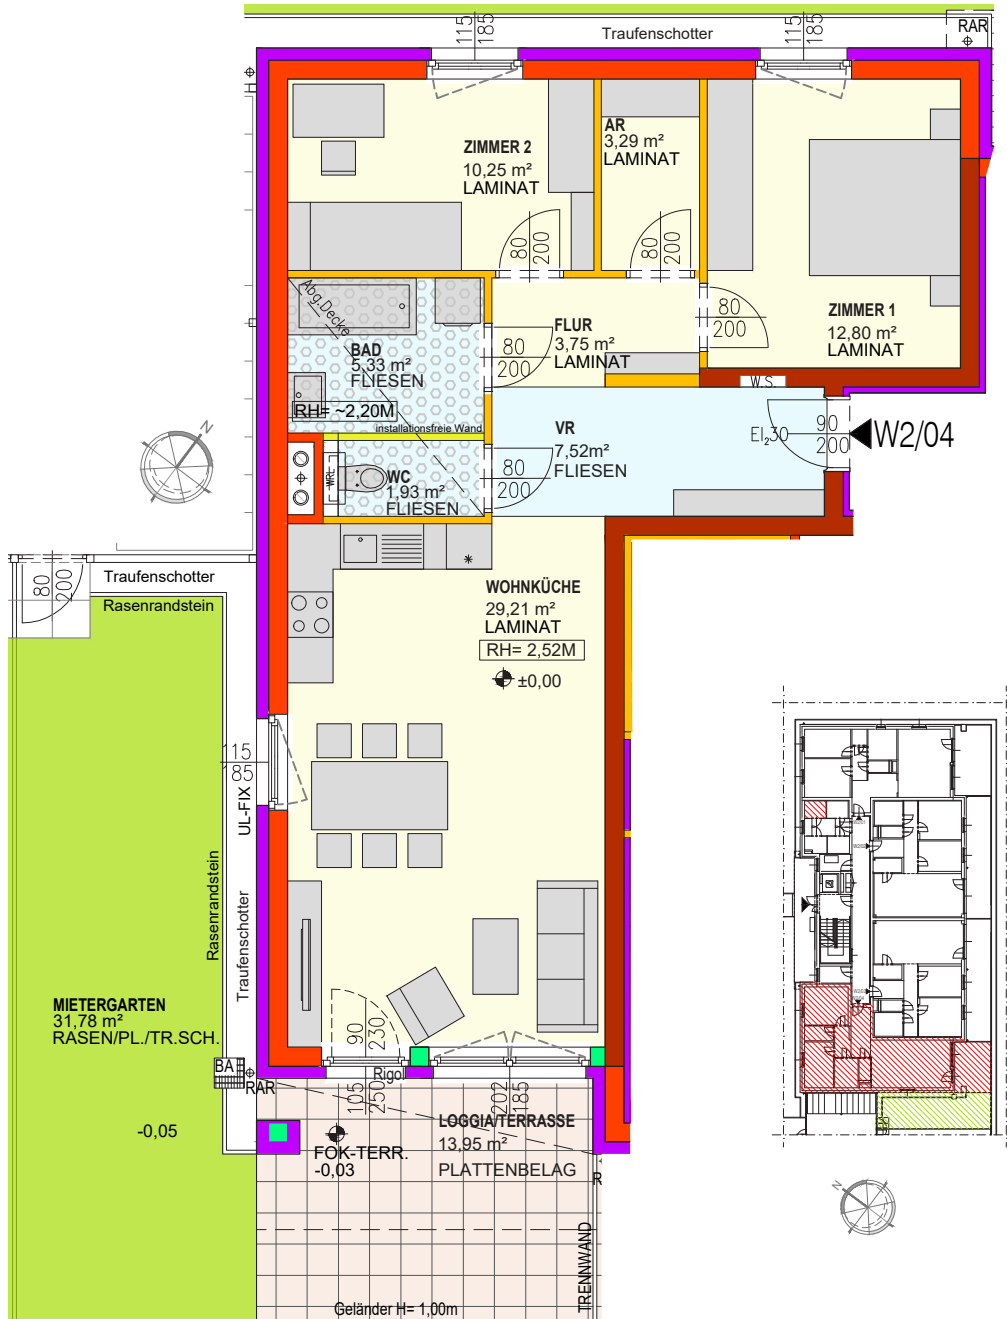 115
185
Traufenschotter
115
185
RAR
ZIMMER 2
10,25 m²
LAMINAT
AR
3,29 m²
LAMINAT
80
200
80
200
ZIMMER 1
12,80 m²
LAMINAT
80
200
FLUR
3,75 m²
LAMINAT
80
200
Abg.Decke
BAD
5,33 m²
FLIESEN
RH= ~2,20M
installationsfreie Wand
W.S.
VR
7,52m²
FLIESEN
EI₂30
90
200
W2/04
WRL
WC
1,93 m²
FLIESEN
80
200
N
80
200
Traufenschotter
Rasenrandstein
WOHNKÜCHE
29,21 m²
LAMINAT
RH= 2,52M
±0,00
115
185
UL-FIX
Rasenrandstein
Traufenschotter
MIETERGARTEN
31,78 m²
RASEN/PL./TR.SCH.
BA
RAR
-0,05
90
230
Rigol
105
250
202
185
LOGGIA/TERRASSE
13,95 m²
PLATTENBELAG
FOK-TERR.
-0,03
R
TRENNWAND
Geländer H= 1,00m
N